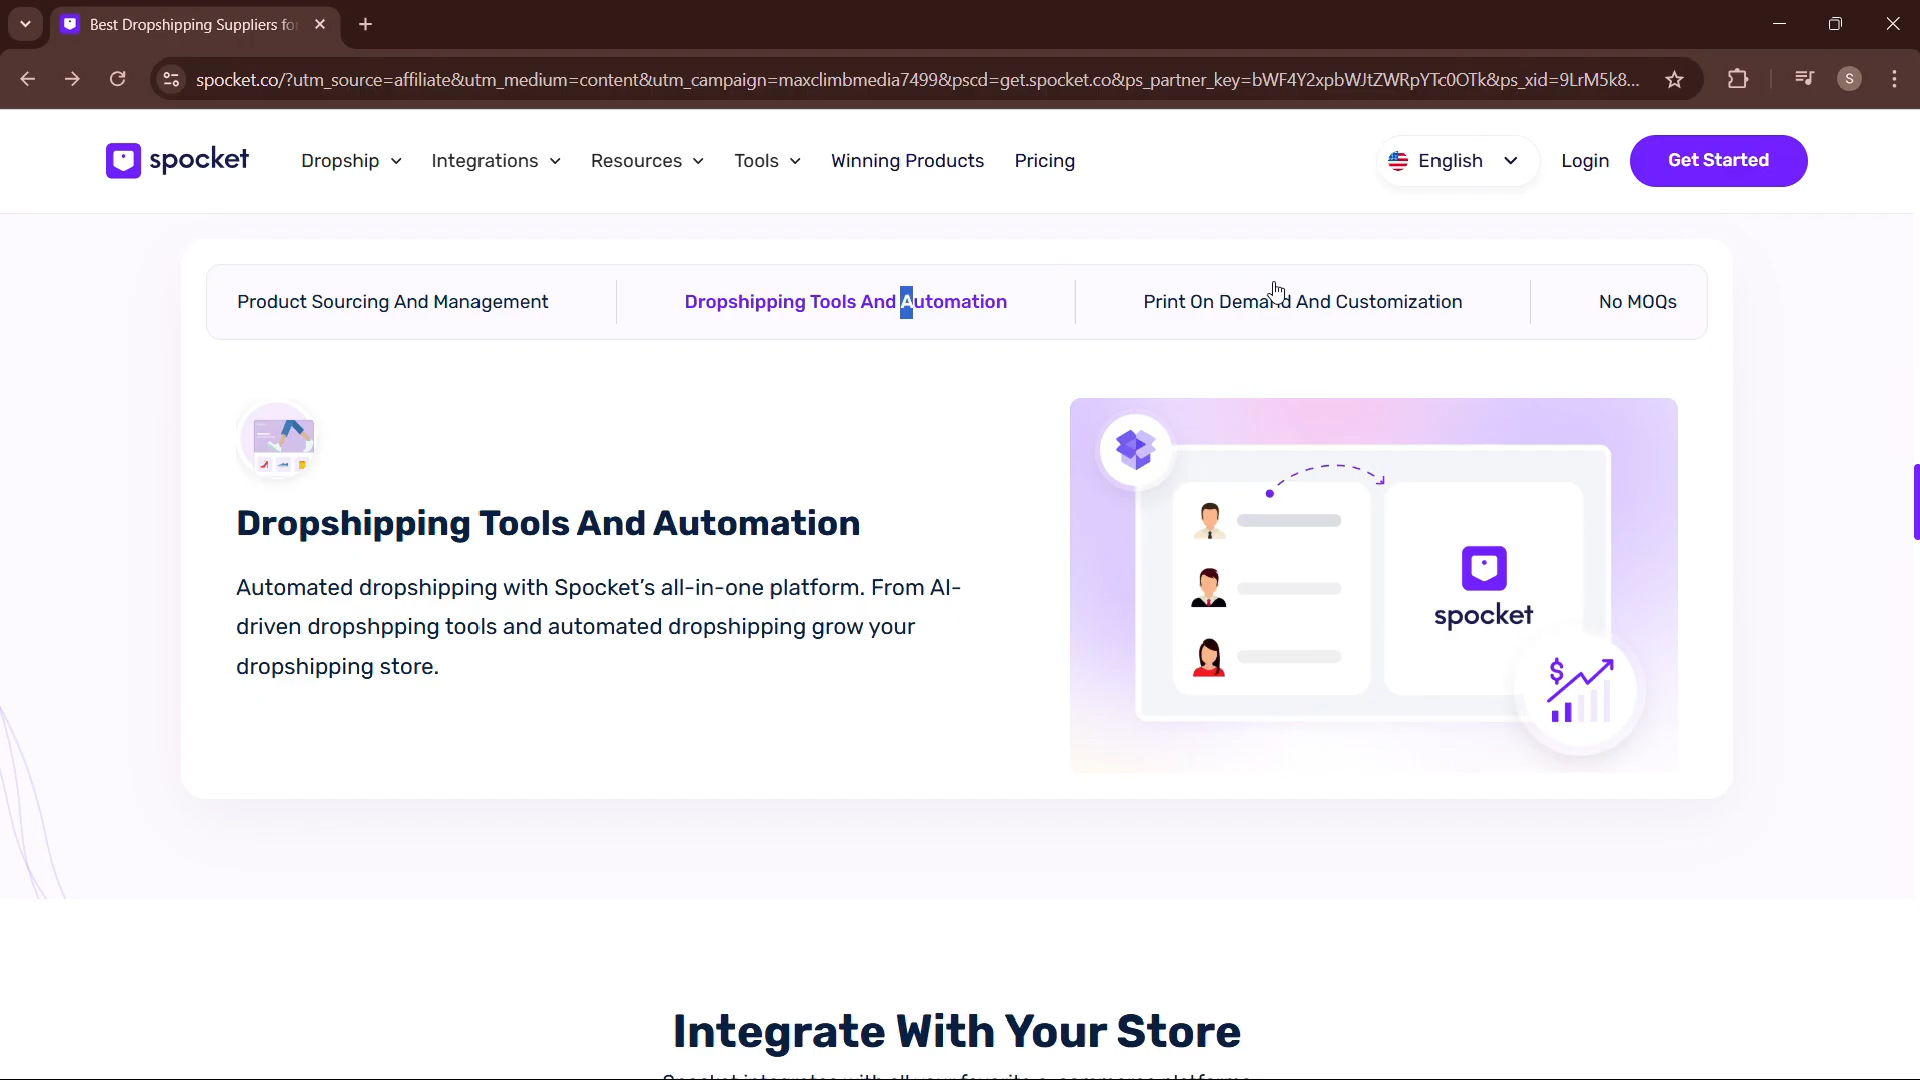 Best Dropshipping Suppliers fo
spocket.co/?utm_source=affiliate&utm_medium=content&utm_campaign=maxclimbmedia7499&pscd=get.spocket.co&ps_partner_key=bWF4Y2xpbWJtZWRpYTc0OTk&ps_xid=9LrM5k8...
S
spocket
Dropship
Integrations
Resources
Tools
Winning Products
Pricing
English
Login
Get Started
Product Sourcing And Management
Dropshipping Tools And Automation
Print On Demand And Customization
No MOQs
Dropshipping Tools And Automation
Automated dropshipping with Spocket's all-in-one platform. From AI-
driven dropshpping tools and automated dropshipping grow your
dropshipping store.
spocket
$
Integrate With Your Store